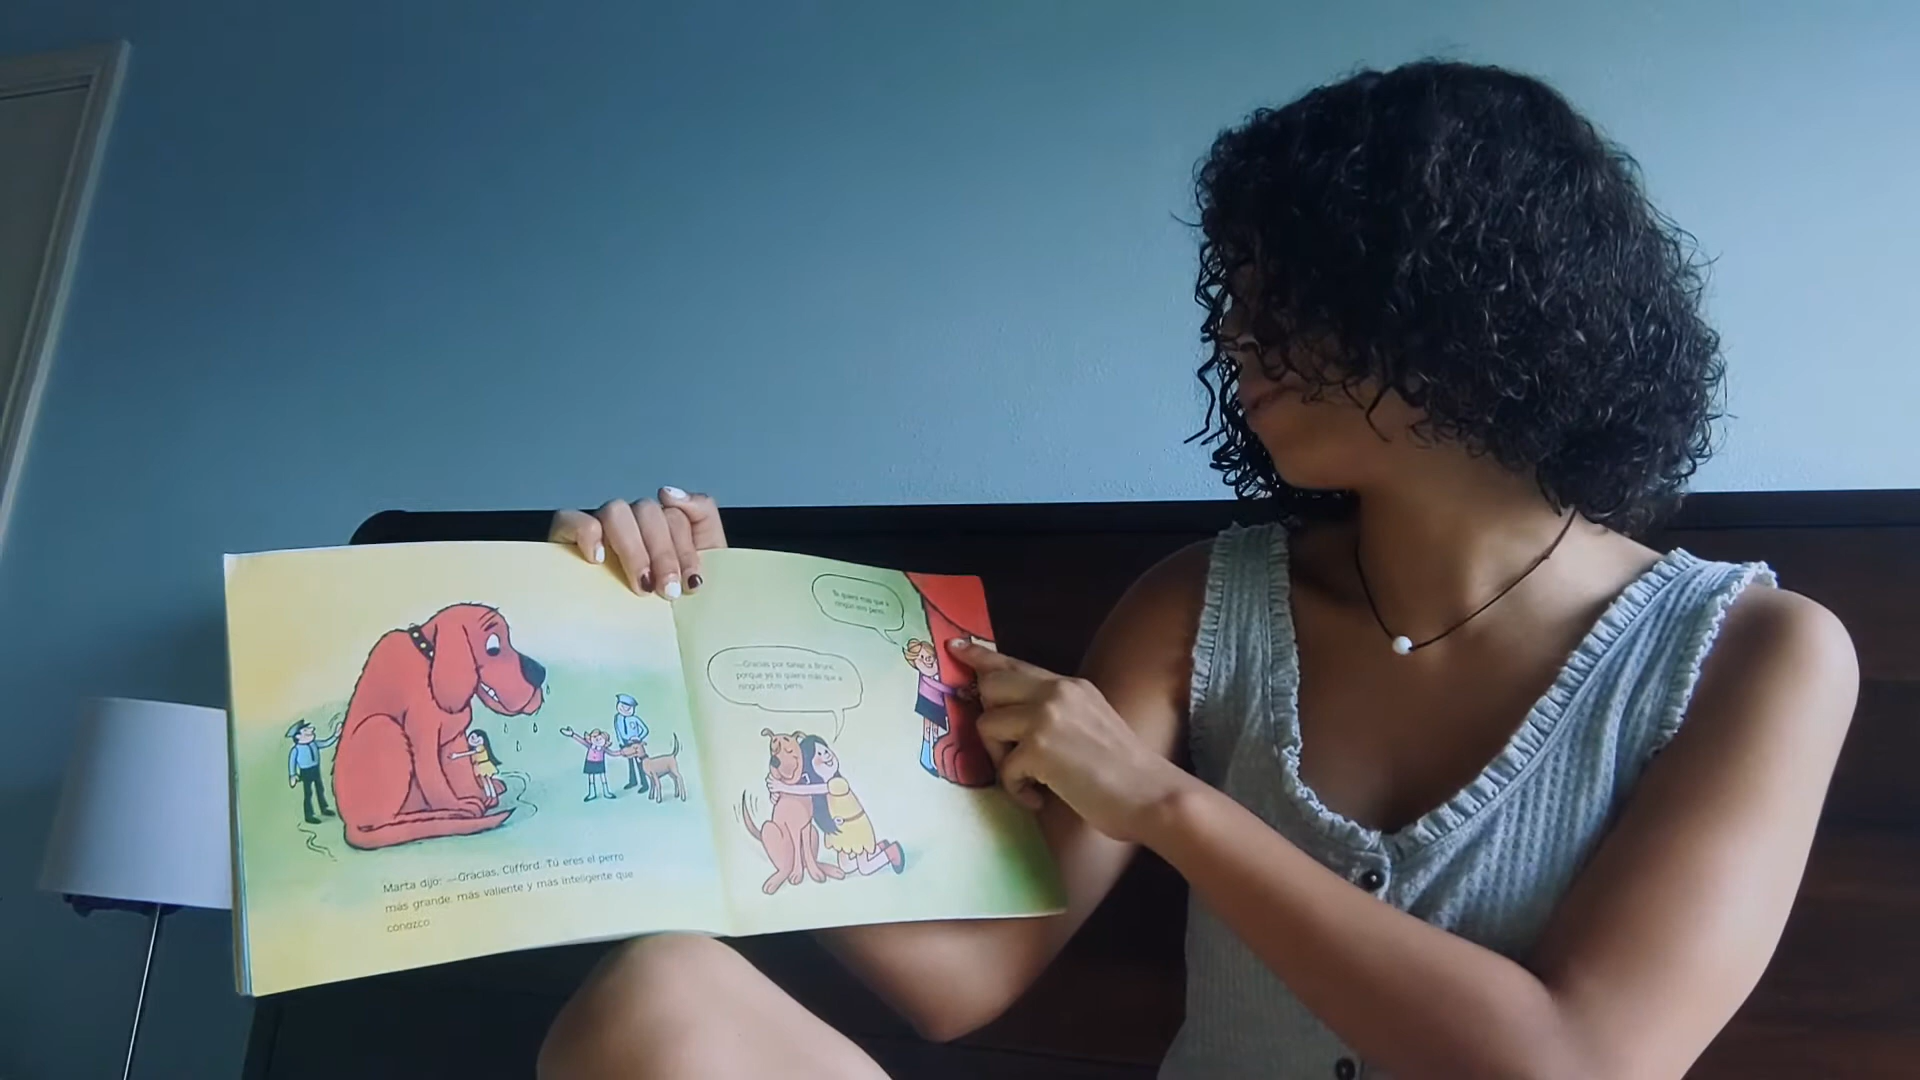 Marta dijo: —Gracias, Clifford. Tú eres el perro
más grande, más valiente y más inteligente que
conozco.
Te quiero más que a
ningún otro perro.
—Gracias por salvar a Bruno,
porque yo lo quiero más que a
ningún otro perro.